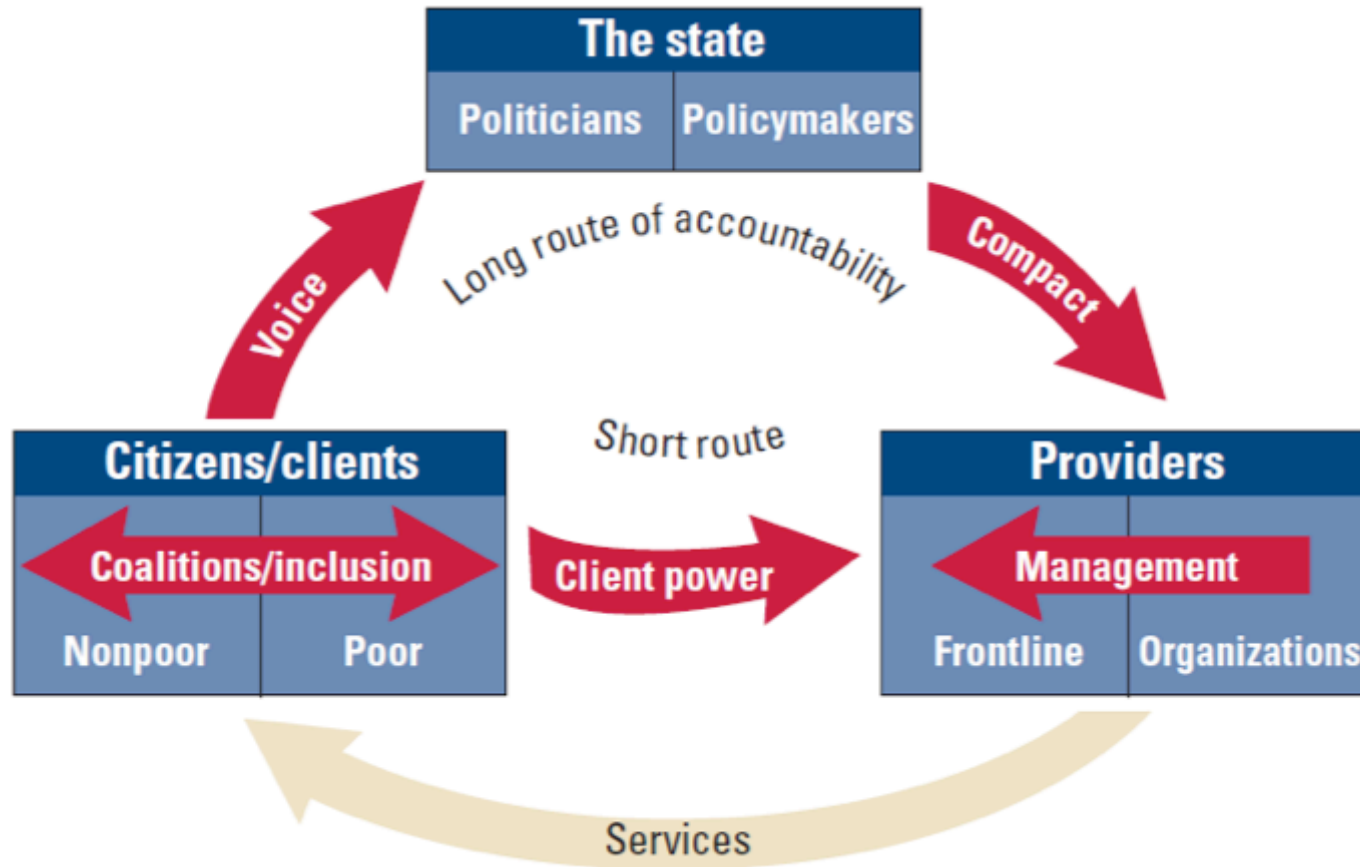 The state
Politicians
Policymakers
Voice
Long route of accountability
Compact
Short route
Citizens/clients
Coalitions/inclusion
Nonpoor
Poor
Client power
Providers
Management
Frontline
Organizations
Services